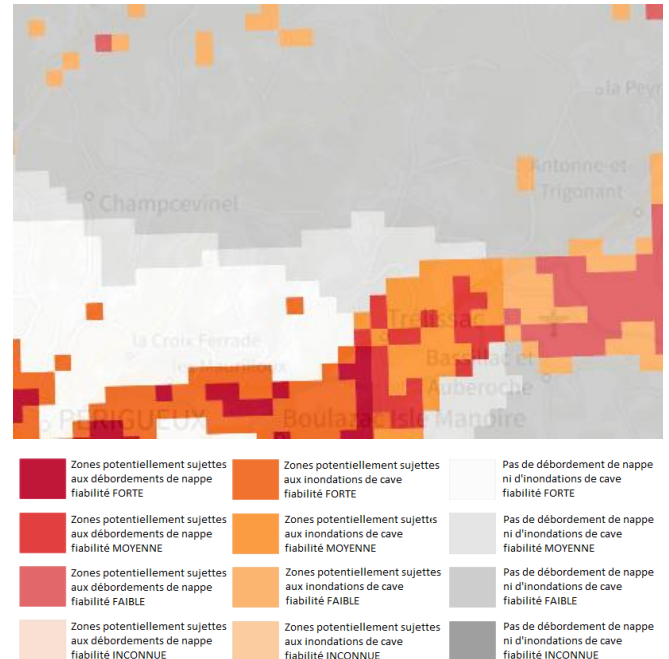 la Peyr
Antonne-et-
Trigonant
Champcevinel
Trélissac
la Croix Ferrade
les Mauriloux
Bassillac et
Auberoche
PÉRIGUEUX
Boulazac Isle Manoire
Zones potentiellement sujettes
aux débordements de nappe
fiabilité FORTE
Zones potentiellement sujettes
aux inondations de cave
fiabilité FORTE
Pas de débordement de nappe
ni d'inondations de cave
fiabilité FORTE
Zones potentiellement sujettes
aux débordements de nappe
fiabilité MOYENNE
Zones potentiellement sujettes
aux inondations de cave
fiabilité MOYENNE
Pas de débordement de nappe
ni d'inondations de cave
fiabilité MOYENNE
Zones potentiellement sujettes
aux débordements de nappe
fiabilité FAIBLE
Zones potentiellement sujettes
aux inondations de cave
fiabilité FAIBLE
Pas de débordement de nappe
ni d'inondations de cave
fiabilité FAIBLE
Zones potentiellement sujettes
aux débordements de nappe
fiabilité INCONNUE
Zones potentiellement sujettes
aux inondations de cave
fiabilité INCONNUE
Pas de débordement de nappe
ni d'inondations de cave
fiabilité INCONNUE